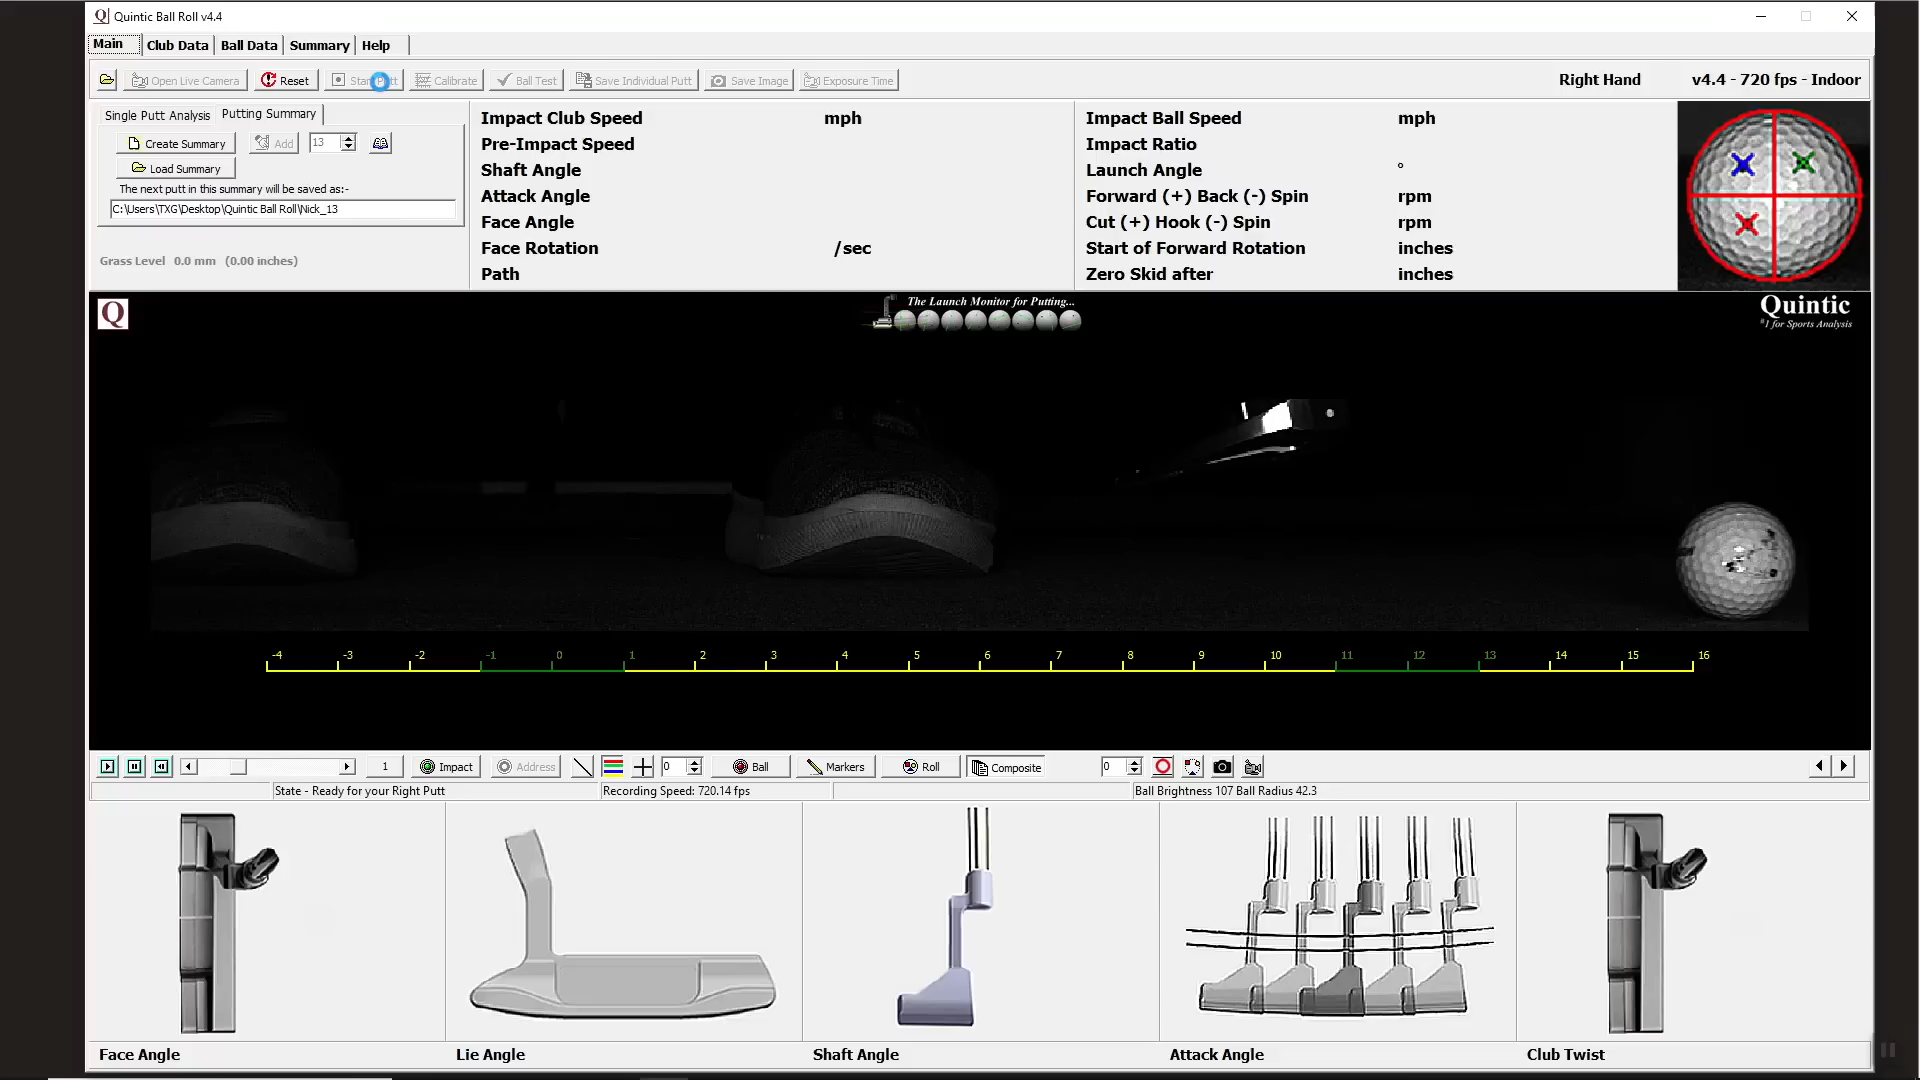 Quintic Ball Roll v4.4
Main Club Data Ball Data Summary Help
Open Live Camera Reset Calibrate Ball Test Save Individual Putt Save Image Exposure Time Right Hand v4.4 - 720 fps - Indoor
Single Putt Analysis Putting Summary
Create Summary Add 13
Load Summary
The next putt in this summary will be saved as:-
C:\Users\TXG\Desktop\Quintic Ball Roll\Nick_13
Grass Level 0.0 mm (0.00 inches)
Impact Club Speed mph
Pre-Impact Speed
Shaft Angle
Attack Angle
Face Angle
Face Rotation /sec
Path
Impact Ball Speed mph
Impact Ratio
Launch Angle °
Forward (+) Back (-) Spin rpm
Cut (+) Hook (-) Spin rpm
Start of Forward Rotation inches
Zero Skid after inches
Q
The Launch Monitor for Putting...
Quintic
#1 for Sports Analysis
-4 -3 -2 -1 0 1 2 3 4 5 6 7 8 9 10 11 12 13 14 15 16
1 Impact Address 0 Ball Markers Roll Composite 0
State - Ready for your Right Putt Recording Speed: 720.14 fps Ball Brightness 107 Ball Radius 42.3
Face Angle Lie Angle Shaft Angle Attack Angle Club Twist